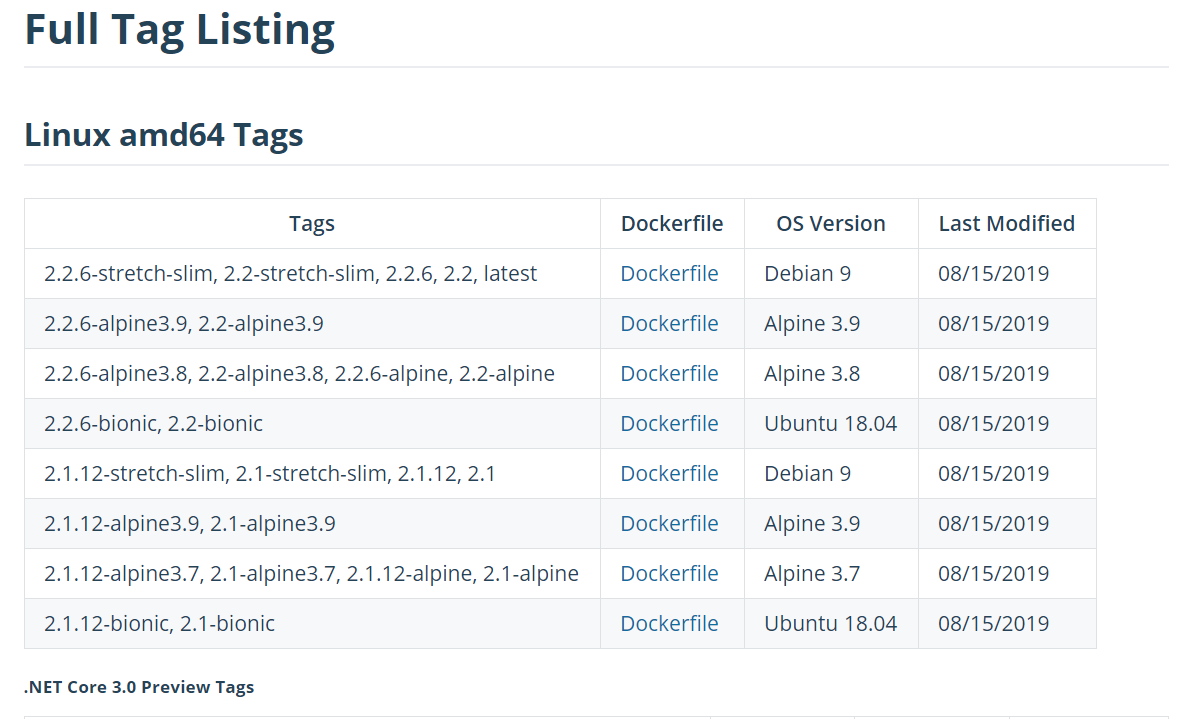 Full Tag Listing
Linux amd64 Tags
Tags Dockerfile OS Version Last Modified
2.2.6-stretch-slim, 2.2-stretch-slim, 2.2.6, 2.2, latest Dockerfile Debian 9 08/15/2019
2.2.6-alpine3.9, 2.2-alpine3.9 Dockerfile Alpine 3.9 08/15/2019
2.2.6-alpine3.8, 2.2-alpine3.8, 2.2.6-alpine, 2.2-alpine Dockerfile Alpine 3.8 08/15/2019
2.2.6-bionic, 2.2-bionic Dockerfile Ubuntu 18.04 08/15/2019
2.1.12-stretch-slim, 2.1-stretch-slim, 2.1.12, 2.1 Dockerfile Debian 9 08/15/2019
2.1.12-alpine3.9, 2.1-alpine3.9 Dockerfile Alpine 3.9 08/15/2019
2.1.12-alpine3.7, 2.1-alpine3.7, 2.1.12-alpine, 2.1-alpine Dockerfile Alpine 3.7 08/15/2019
2.1.12-bionic, 2.1-bionic Dockerfile Ubuntu 18.04 08/15/2019
.NET Core 3.0 Preview Tags